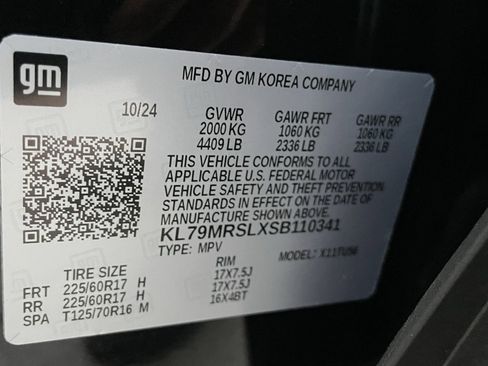 gm
MFD BY GM KOREA COMPANY
10/24 GVWR GAWR FRT GAWR RR
2000 KG 1060 KG 1060 KG
4409 LB 2336 LB 2336 LB
THIS VEHICLE CONFORMS TO ALL
APPLICABLE U.S. FEDERAL MOTOR
VEHICLE SAFETY AND THEFT PREVENTION
STANDARDS IN EFFECT ON THE DATE OF
MANUFACTURE SHOWN ABOVE.
KL79MRSLXSB110341
TYPE: MPV MODEL: X11TU56
TIRE SIZE RIM
FRT 225/60R17 H 17X7.5J
RR 225/60R17 H 17X7.5J
SPA T125/70R16 M 16X4BT